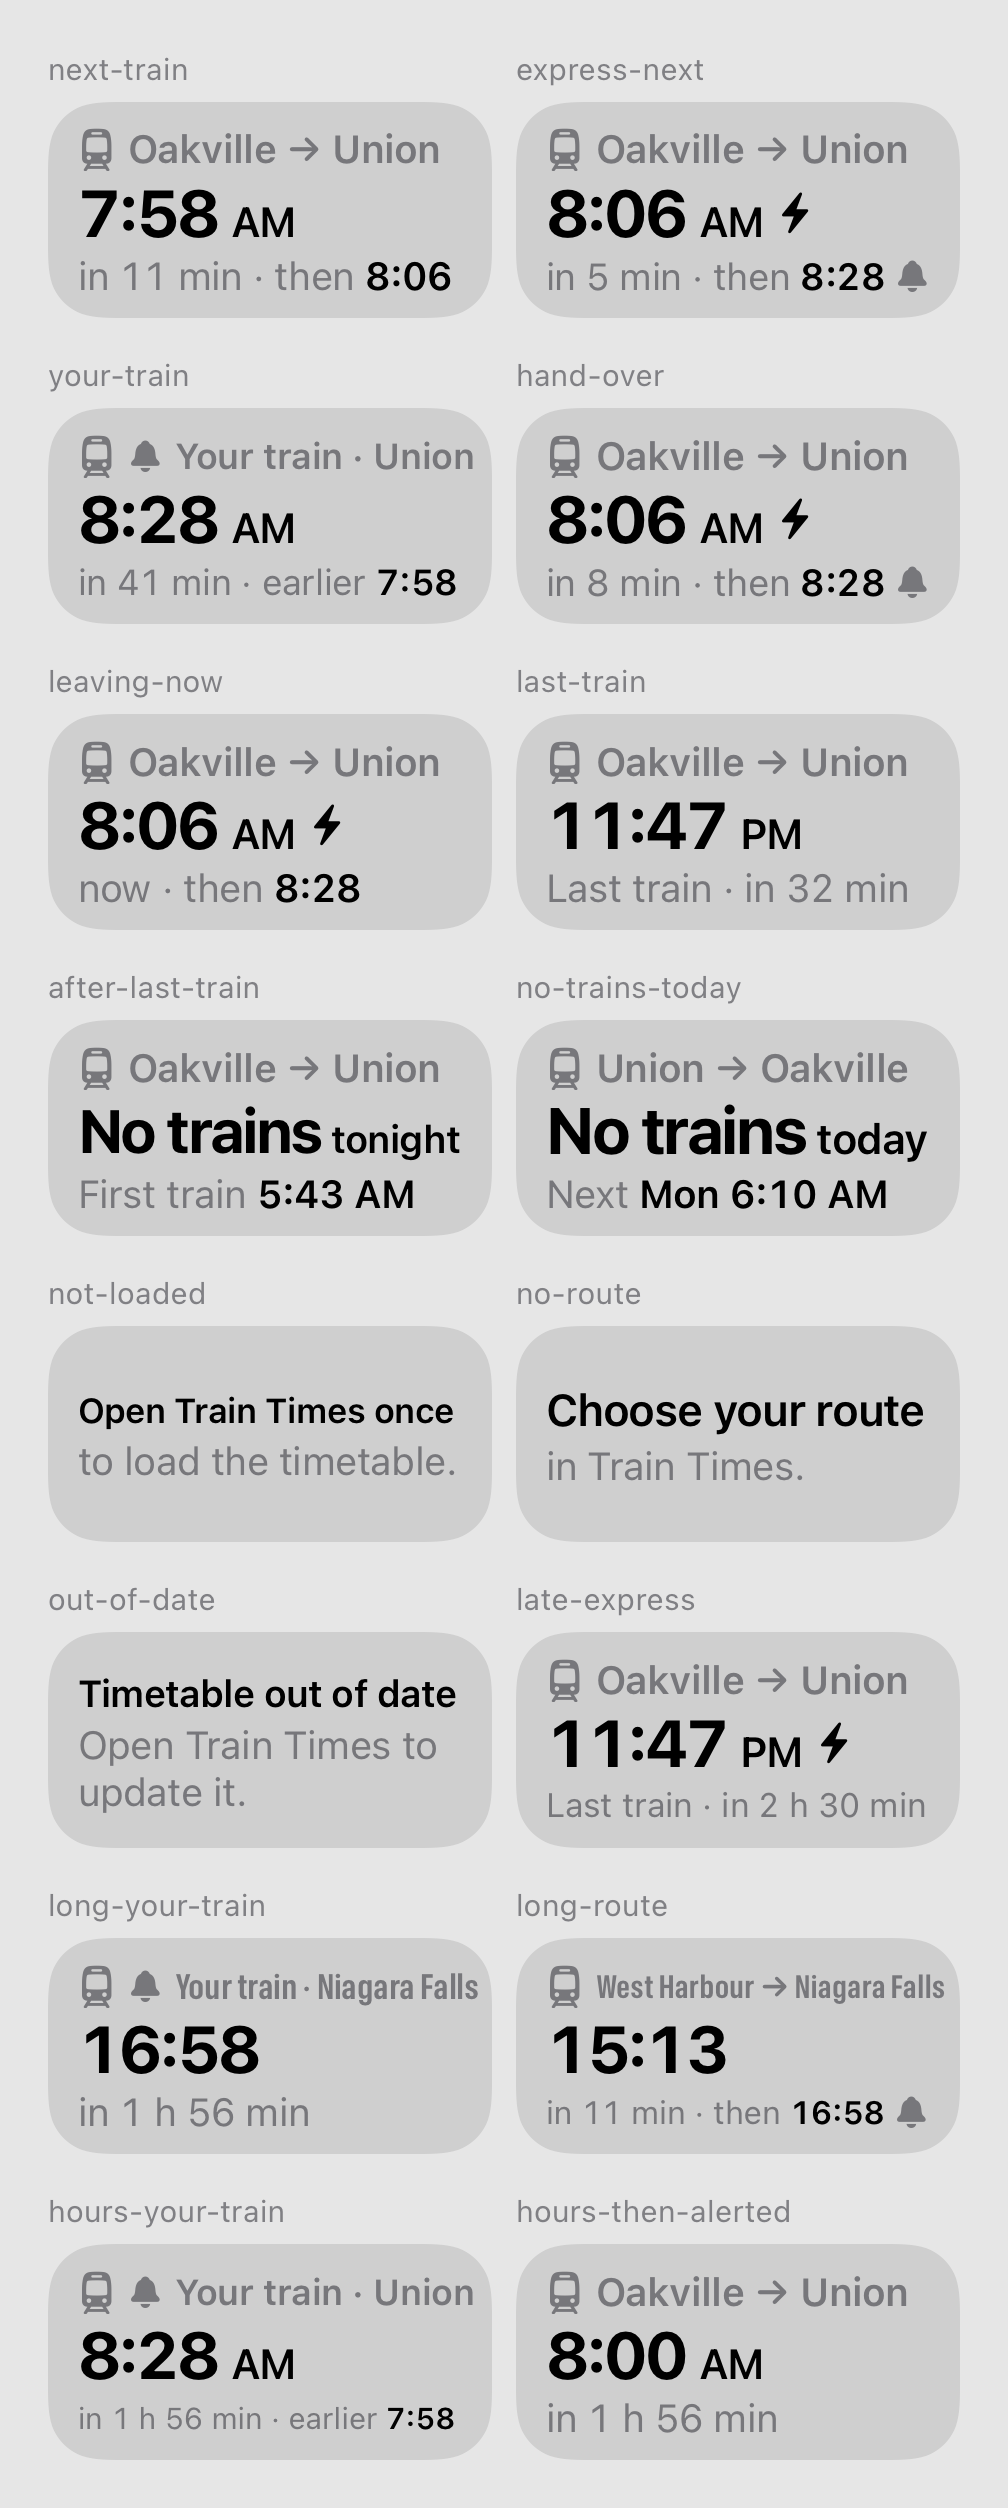 next-train
Oakville → Union
7:58 AM
in 11 min · then 8:06
express-next
Oakville → Union
8:06 AM
in 5 min · then 8:28
your-train
Your train · Union
8:28 AM
in 41 min · earlier 7:58
hand-over
Oakville → Union
8:06 AM
in 8 min · then 8:28
leaving-now
Oakville → Union
8:06 AM
now · then 8:28
last-train
Oakville → Union
11:47 PM
Last train · in 32 min
after-last-train
Oakville → Union
No trains tonight
First train 5:43 AM
no-trains-today
Union → Oakville
No trains today
Next Mon 6:10 AM
not-loaded
Open Train Times once
to load the timetable.
no-route
Choose your route
in Train Times.
out-of-date
Timetable out of date
Open Train Times to
update it.
late-express
Oakville → Union
11:47 PM
Last train · in 2 h 30 min
long-your-train
Your train · Niagara Falls
16:58
in 1 h 56 min
long-route
West Harbour → Niagara Falls
15:13
in 11 min · then 16:58
hours-your-train
Your train · Union
8:28 AM
in 1 h 56 min · earlier 7:58
hours-then-alerted
Oakville → Union
8:00 AM
in 1 h 56 min